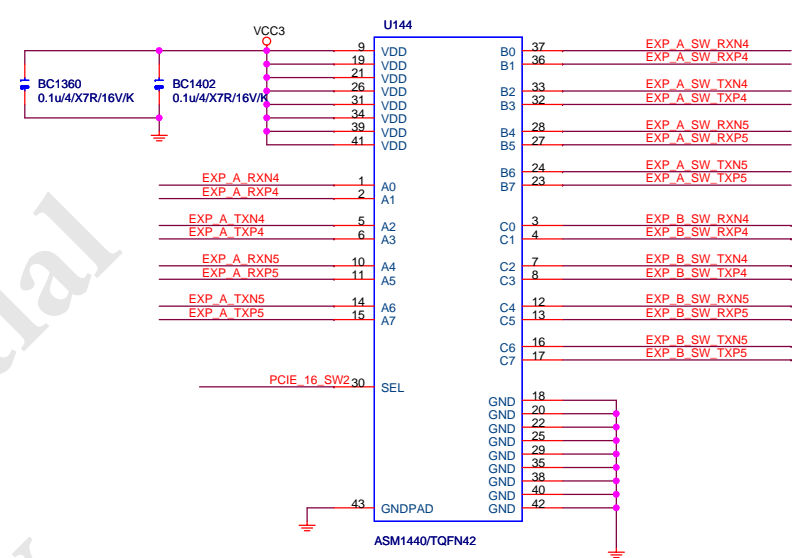 U144
VCC3
9 VDD
19 VDD
21 VDD
26 VDD
31 VDD
34 VDD
39 VDD
41 VDD
BC1360
0.1u/4/X7R/16V/K
BC1402
0.1u/4/X7R/16V/K
EXP_A_RXN4 1 A0
EXP_A_RXP4 2 A1
EXP_A_TXN4 5 A2
EXP_A_TXP4 6 A3
EXP_A_RXN5 10 A4
EXP_A_RXP5 11 A5
EXP_A_TXN5 14 A6
EXP_A_TXP5 15 A7
PCIE_16_SW2 30 SEL
43 GNDPAD
B0 37 EXP_A_SW_RXN4
B1 36 EXP_A_SW_RXP4
B2 33 EXP_A_SW_TXN4
B3 32 EXP_A_SW_TXP4
B4 28 EXP_A_SW_RXN5
B5 27 EXP_A_SW_RXP5
B6 24 EXP_A_SW_TXN5
B7 23 EXP_A_SW_TXP5
C0 3 EXP_B_SW_RXN4
C1 4 EXP_B_SW_RXP4
C2 7 EXP_B_SW_TXN4
C3 8 EXP_B_SW_TXP4
C4 12 EXP_B_SW_RXN5
C5 13 EXP_B_SW_RXP5
C6 16 EXP_B_SW_TXN5
C7 17 EXP_B_SW_TXP5
GND 18
GND 20
GND 22
GND 25
GND 29
GND 35
GND 38
GND 40
GND 42
ASM1440/TQFN42